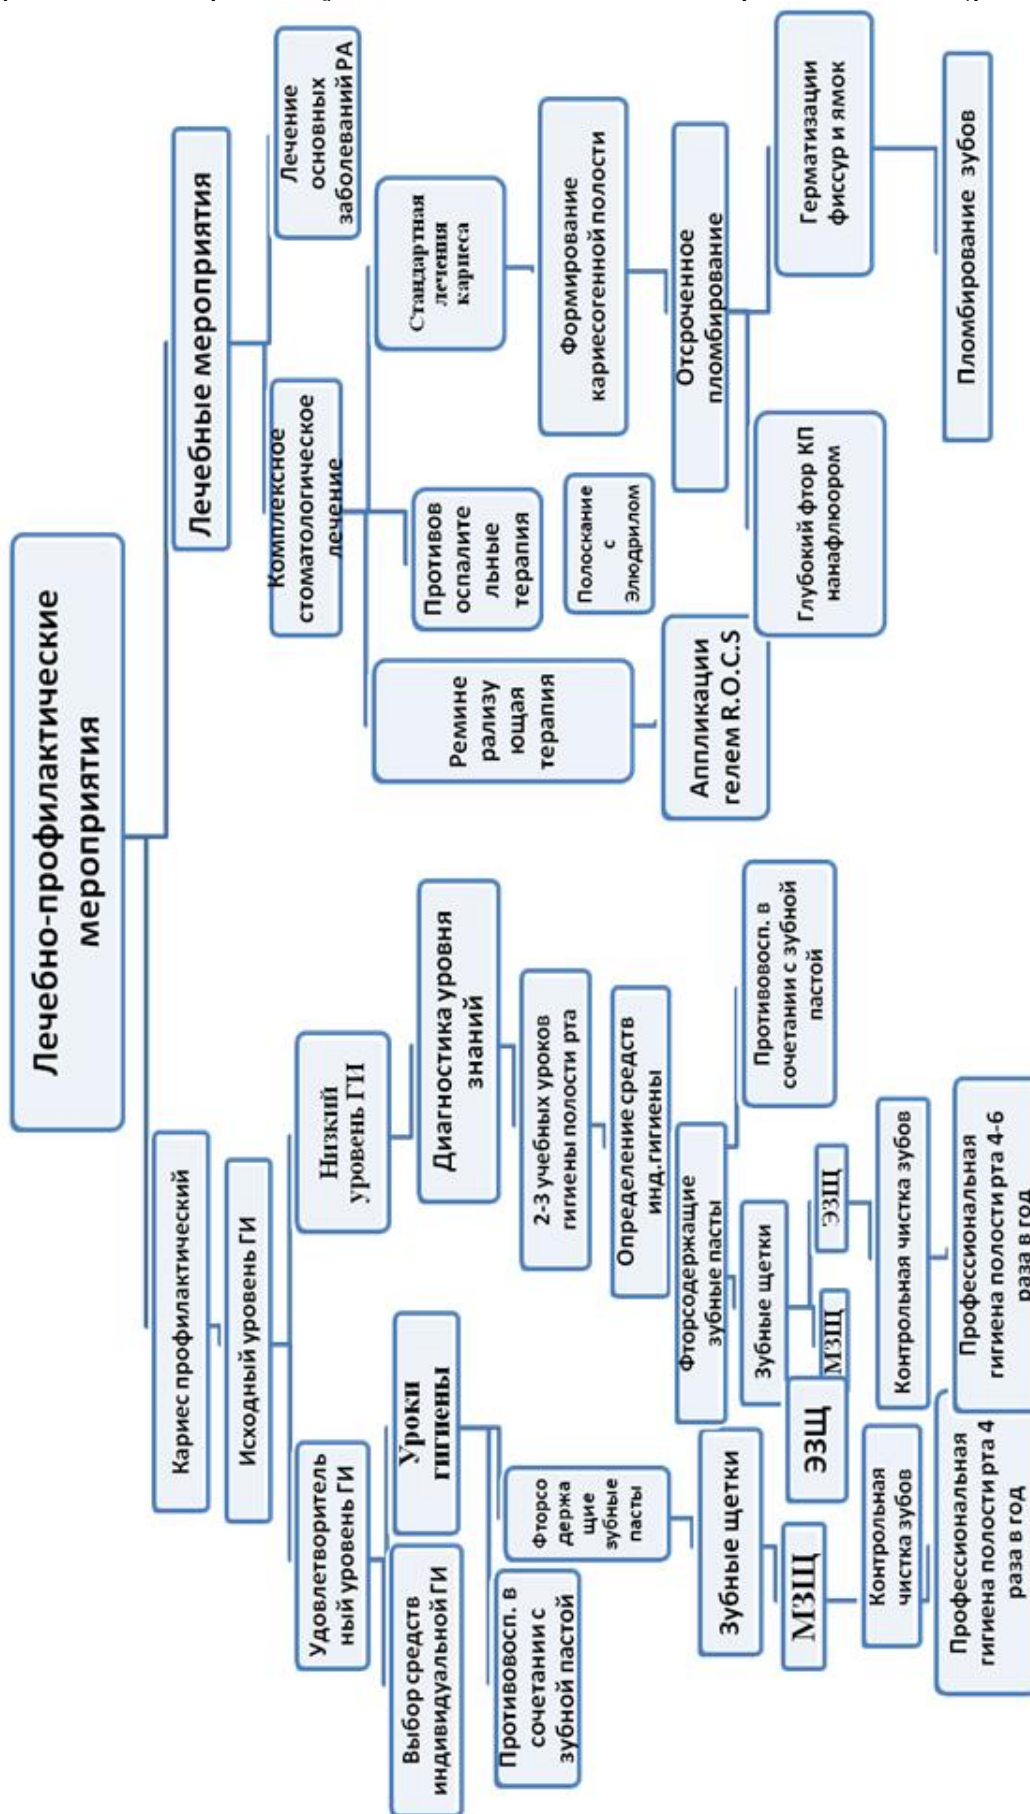 Лечебно-профилактические
мероприятия
Кариес профилактический
Исходный уровень ГИ
Удовлетворитель
ный уровень ГИ
Выбор средств
индивидуальной ГИ
Уроки
гигиены
Противовосп. в
сочетании с
зубной пастой
Фторсо
держа
щие
зубные
пасты
Зубные щетки
МЗЩ
ЭЗЩ
Контрольная
чистка зубов
Профессиональная
гигиена полости рта 4
раза в год
Низкий
уровень ГИ
Диагностика уровня
знаний
2-3 учебных уроков
гигиены полости рта
Определение средств
инд.гигиены
Фторсодержащие
зубные пасты
Противовосп. в
сочетании с зубной
пастой
Зубные щетки
МЗЩ
ЭЗЩ
Контрольная чистка зубов
Профессиональная
гигиена полости рта 4-6
раза в год
Лечебные мероприятия
Комплексное
стоматологическое
лечение
Лечение
основных
заболеваний РА
Ремине
рализу
ющая
терапия
Аппликации
гелем R.O.C.S
Противов
оспалите
льные
терапия
Полоскание
с
Элюдрилом
Стандартная
лечения
кариеса
Формирование
кариесогенной полости
Отсроченное
пломбирование
Глубокий фтор КП
нанафлюором
Герматизации
фиссур и ямок
Пломбирование зубов